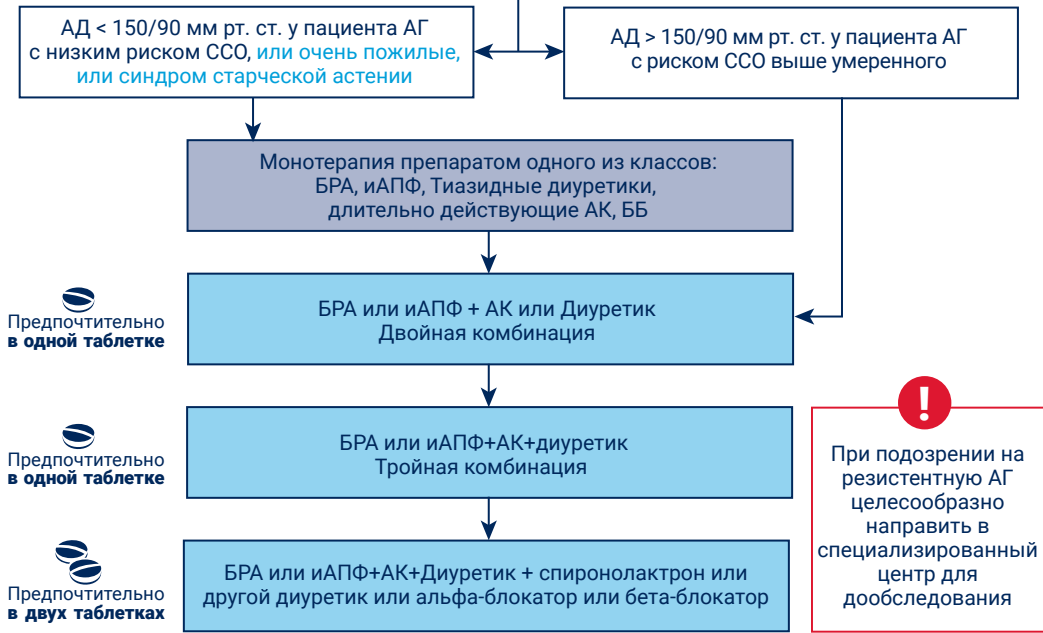 АД < 150/90 мм рт. ст. у пациента АГ
с низким риском ССО, или очень пожилые,
или синдром старческой астении
АД > 150/90 мм рт. ст. у пациента АГ
с риском ССО выше умеренного
Монотерапия препаратом одного из классов:
БРА, иАПФ, Тиазидные диуретики,
длительно действующие АК, ББ
Предпочтительно
в одной таблетке
БРА или иАПФ + АК или Диуретик
Двойная комбинация
Предпочтительно
в одной таблетке
БРА или иАПФ+АК+диуретик
Тройная комбинация
Предпочтительно
в двух таблетках
БРА или иАПФ+АК+Диуретик + спиронолактрон или
другой диуретик или альфа-блокатор или бета-блокатор
!
При подозрении на
резистентную АГ
целесообразно
направить в
специализированный
центр для
дообследования